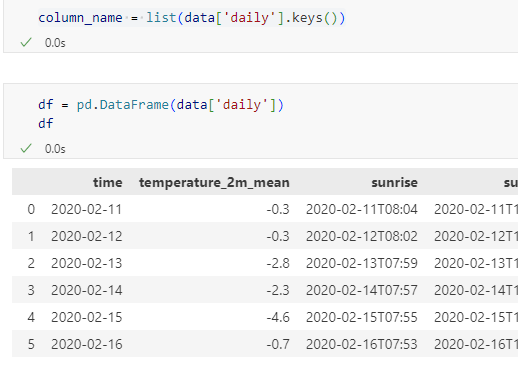 column_name = list(data['daily'].keys())
0.0s
df = pd.DataFrame(data['daily'])
df
0.0s
time temperature_2m_mean sunrise su
0 2020-02-11 -0.3 2020-02-11T08:04 2020-02-11T1
1 2020-02-12 -0.3 2020-02-12T08:02 2020-02-12T1
2 2020-02-13 -2.8 2020-02-13T07:59 2020-02-13T1
3 2020-02-14 -2.3 2020-02-14T07:57 2020-02-14T1
4 2020-02-15 -4.6 2020-02-15T07:55 2020-02-15T1
5 2020-02-16 -0.7 2020-02-16T07:53 2020-02-16T1